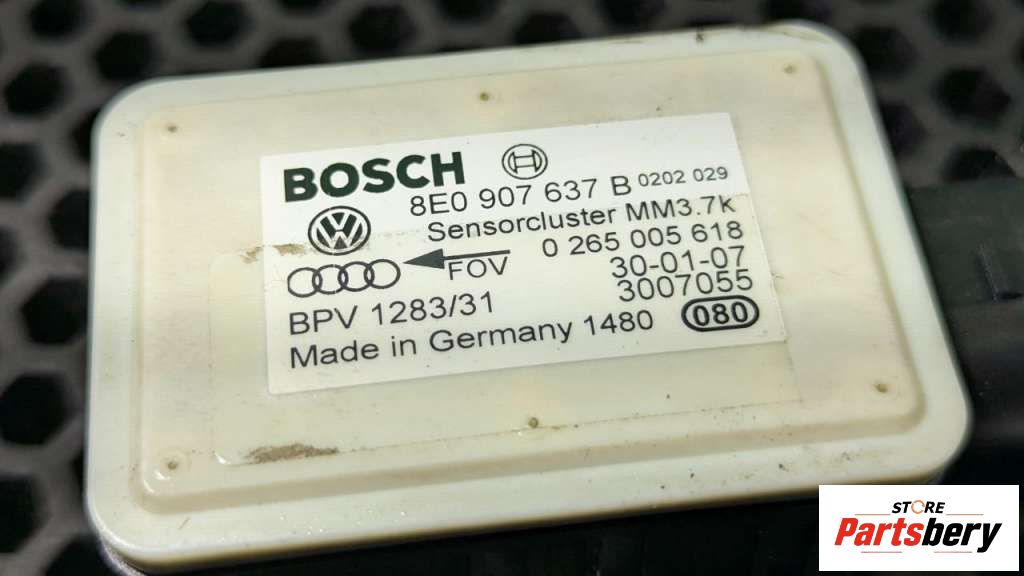 BOSCH
8E0 907 637 B 0202 029
Sensorcluster MM3.7k
FOV 0 265 005 618
30-01-07
BPV 1283/31 3007055
Made in Germany 1480 080
STORE
Partsbery